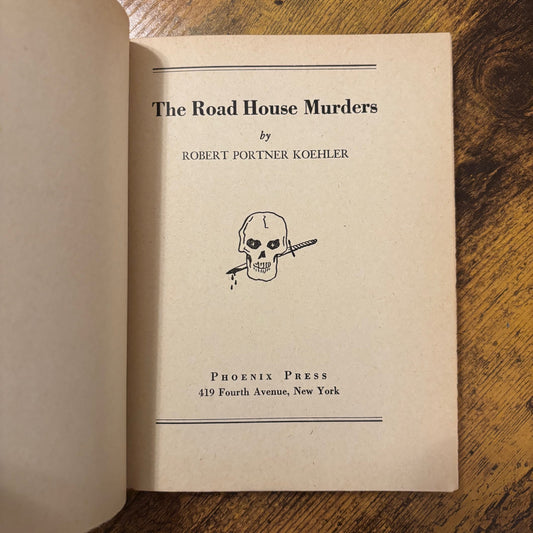 The Road House Murders
by
ROBERT PORTNER KOEHLER
PHOENIX PRESS
419 Fourth Avenue, New York